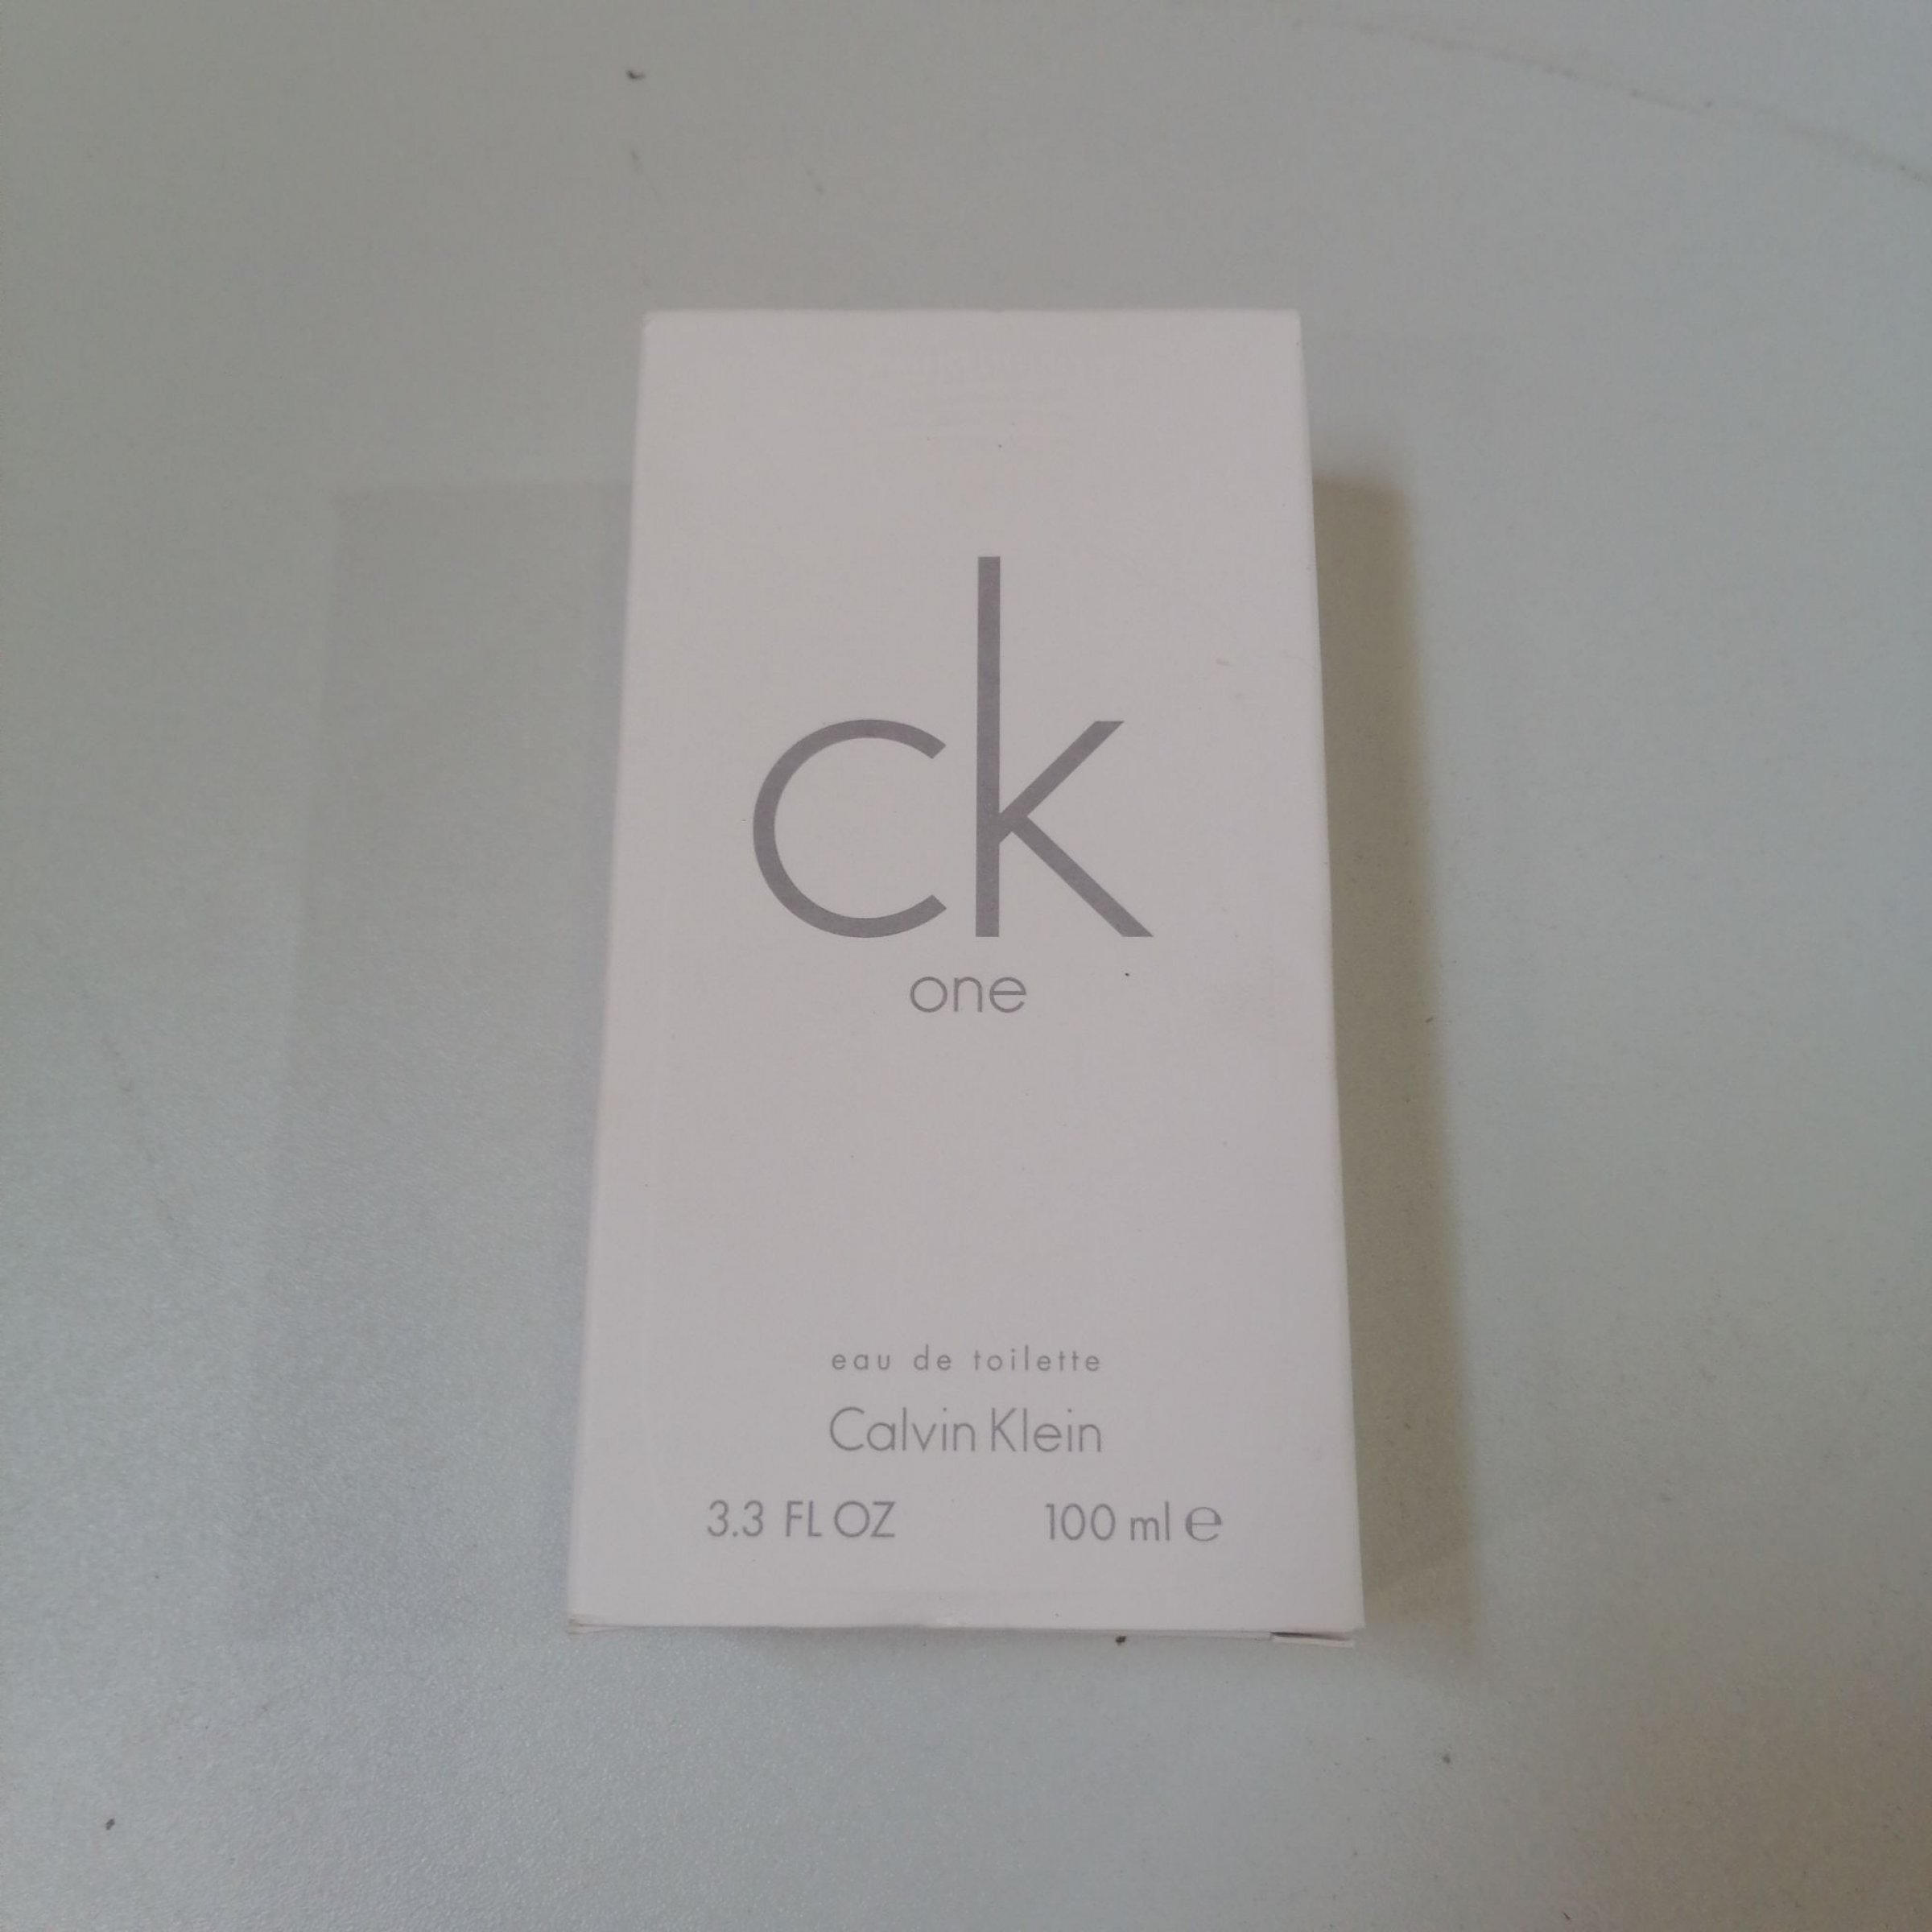 ck
one
eau de toilette
Calvin Klein
3.3 FL OZ 100 ml ℮